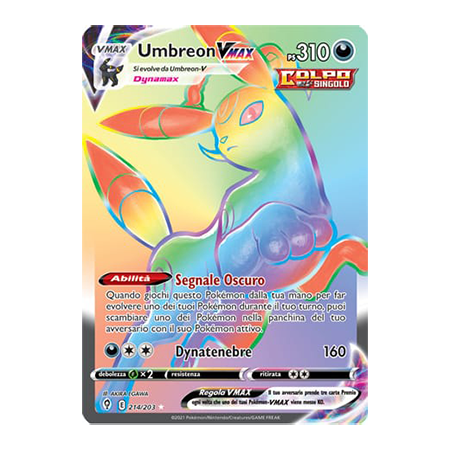 VMAX
Umbreon VMAX
PS 310
Si evolve da Umbreon-V
Dynamax
COLPO
SINGOLO
Abilità Segnale Oscuro
Quando giochi questo Pokémon dalla tua mano per far
evolvere uno dei tuoi Pokémon durante il tuo turno, puoi
scambiare uno dei Pokémon nella panchina del tuo
avversario con il suo Pokémon attivo.
Dynatenebre 160
debolezza × 2 resistenza ritirata
Ill. AKIRA EGAWA
Regola VMAX Il tuo avversario prende tre carte Premio
ogni volta che uno dei tuoi Pokémon-VMAX viene messo KO.
214/203
©2021 Pokémon/Nintendo/Creatures/GAME FREAK